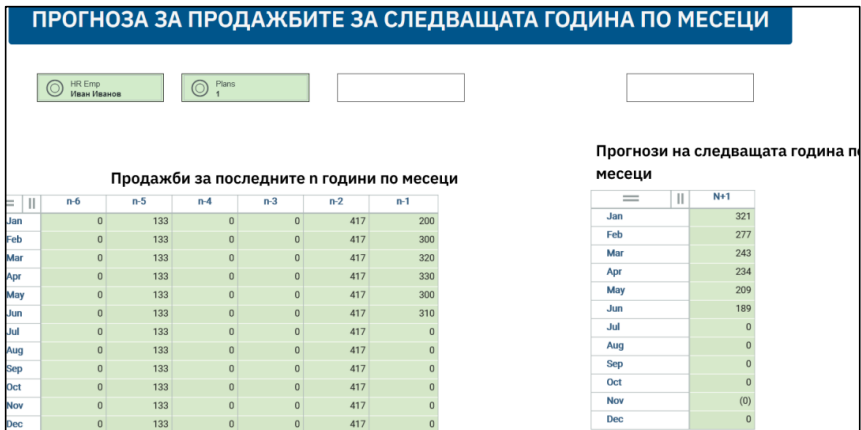 ПРОГНОЗА ЗА ПРОДАЖБИТЕ ЗА СЛЕДВАЩАТА ГОДИНА ПО МЕСЕЦИ
HR Emp
Иван Иванов
Plans
1
Продажби за последните n години по месеци
n-6 n-5 n-4 n-3 n-2 n-1
Jan 0 133 0 0 417 200
Feb 0 133 0 0 417 300
Mar 0 133 0 0 417 320
Apr 0 133 0 0 417 330
May 0 133 0 0 417 300
Jun 0 133 0 0 417 310
Jul 0 133 0 0 417 0
Aug 0 133 0 0 417 0
Sep 0 133 0 0 417 0
Oct 0 133 0 0 417 0
Nov 0 133 0 0 417 0
Dec 0 133 0 0 417 0
Прогнози на следващата година
месеци
N+1
Jan 321
Feb 277
Mar 243
Apr 234
May 209
Jun 189
Jul 0
Aug 0
Sep 0
Oct 0
Nov (0)
Dec 0